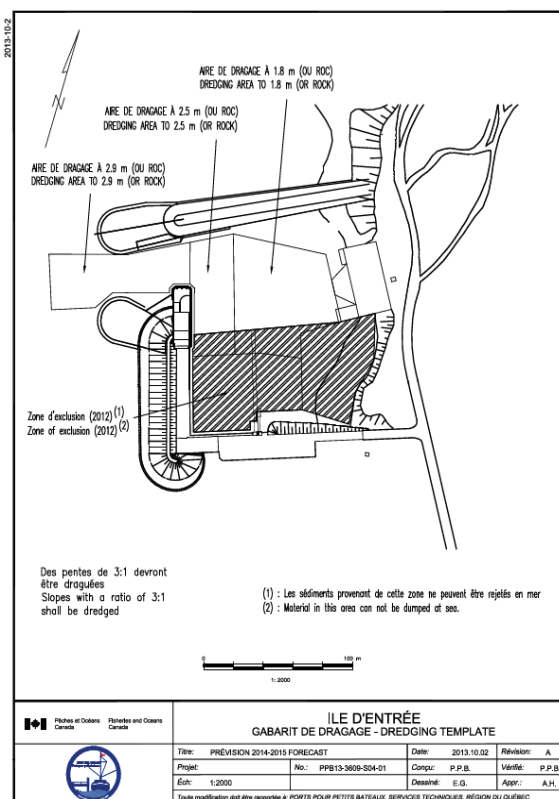 2013-10-2
N
AIRE DE DRAGAGE À 1.8 m (OU ROC)
DREDGING AREA TO 1.8 m (OR ROCK)
AIRE DE DRAGAGE À 2.5 m (OU ROC)
DREDGING AREA TO 2.5 m (OR ROCK)
AIRE DE DRAGAGE À 2.9 m (OU ROC)
DREDGING AREA TO 2.9 m (OR ROCK)
Zone d'exclusion (2012) (1)
Zone of exclusion (2012) (2)
Des pentes de 3:1 devront
être draguées
Slopes with a ratio of 3:1
shall be dredged
(1) : Les sédiments provenant de cette zone ne peuvent être rejetés en mer
(2) : Material in this area can not be dumped at sea.
0 100 m
1: 2000
Pêches et Océans Canada
Fisheries and Oceans Canada
ILE D'ENTRÉE
GABARIT DE DRAGAGE - DREDGING TEMPLATE
Titre: PRÉVISION 2014-2015 FORECAST Date: 2013.10.02 Révision: A
Projet: No.: PPB13-3609-S04-01 Conçu: P.P.B. Vérifié: P.P.B
Éch: 1:2000 Dessiné: E.G. Appr.: A.H.
Toute modification doit être rapportée à: PORTS POUR PETITS BATEAUX, SERVICES TECHNIQUES, RÉGION DU QUÉBEC